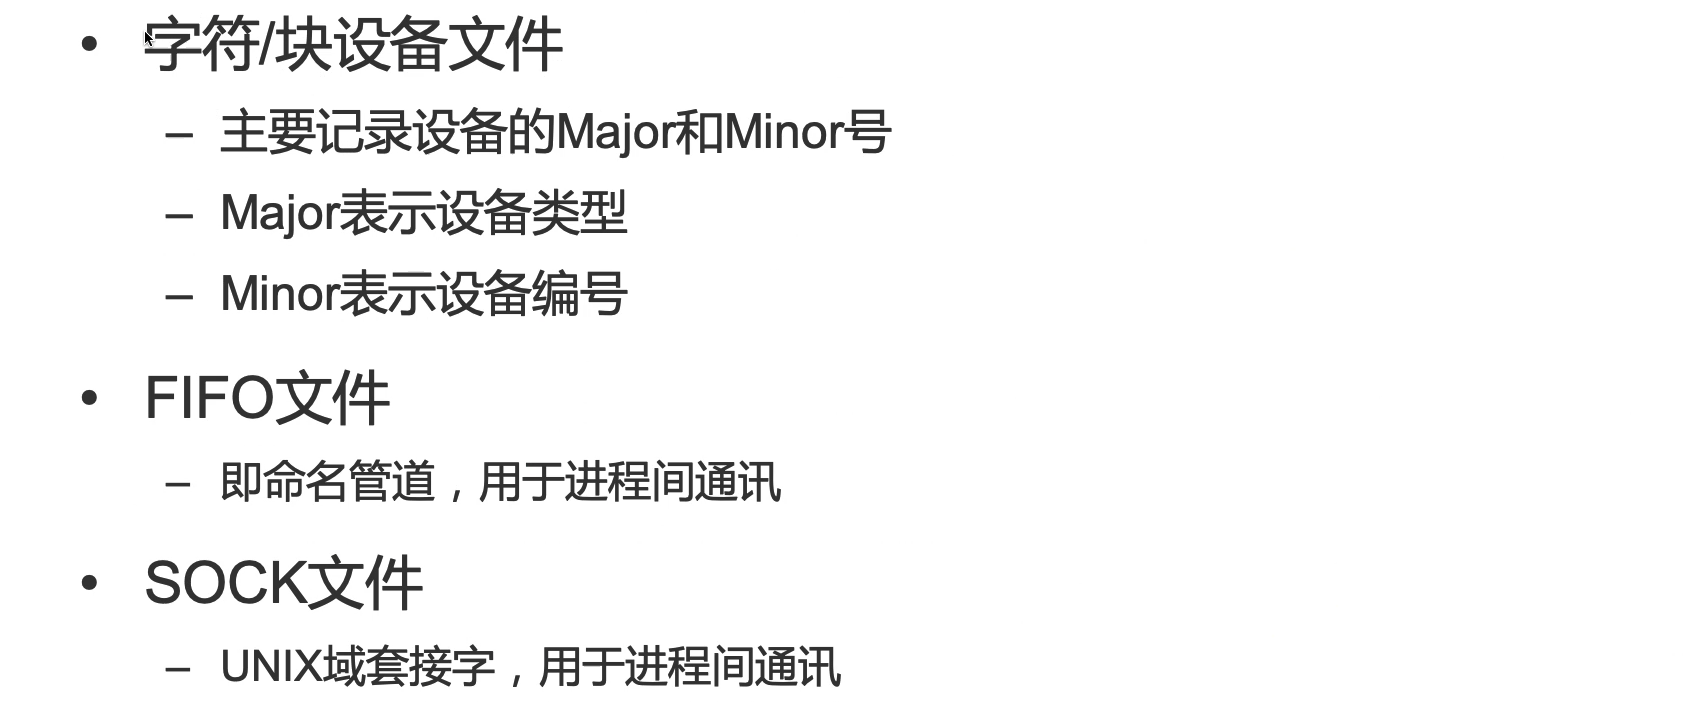 • 字符/块设备文件
– 主要记录设备的Major和Minor号
– Major表示设备类型
– Minor表示设备编号
• FIFO文件
– 即命名管道，用于进程间通讯
• SOCK文件
– UNIX域套接字，用于进程间通讯